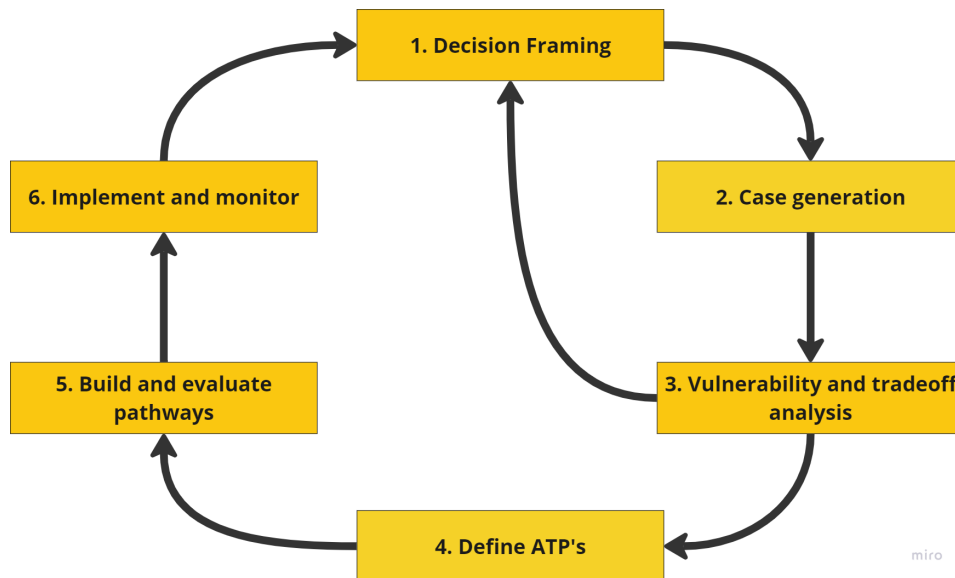 1. Decision Framing
2. Case generation
3. Vulnerability and tradeoff
analysis
4. Define ATP's
5. Build and evaluate
pathways
6. Implement and monitor
miro